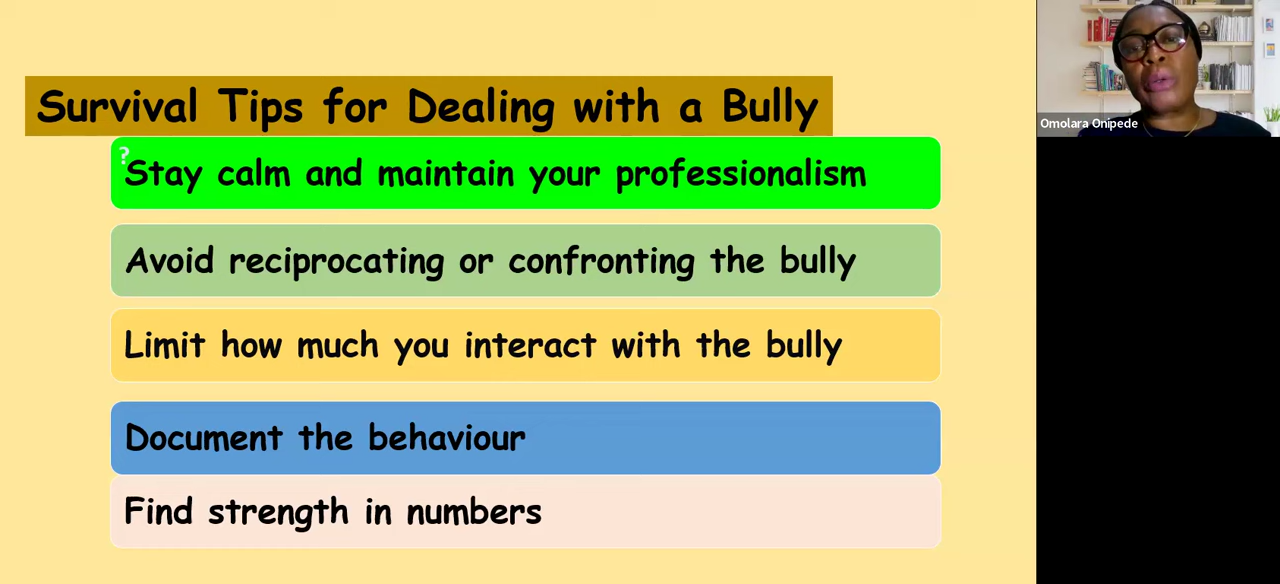 Survival Tips for Dealing with a Bully
?
Stay calm and maintain your professionalism
Avoid reciprocating or confronting the bully
Limit how much you interact with the bully
Document the behaviour
Find strength in numbers
Omolara Onipede